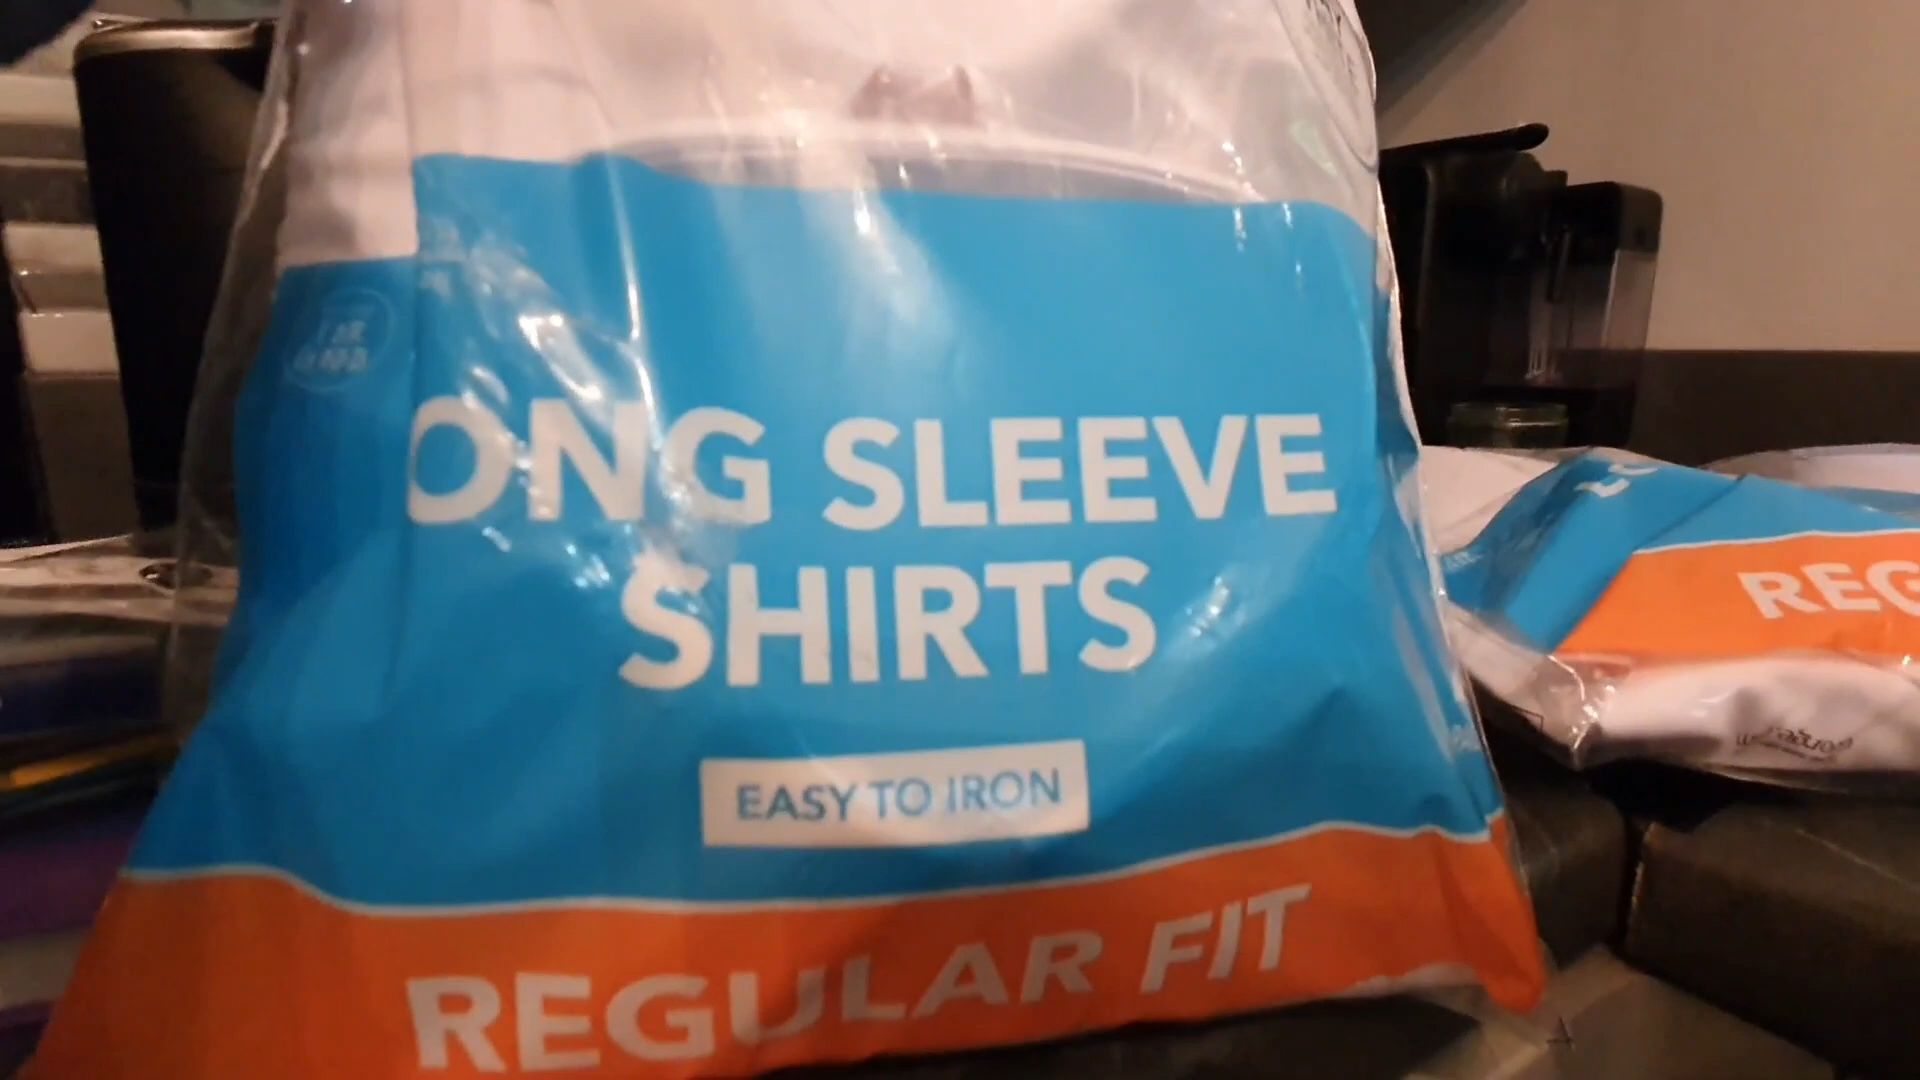 ONG SLEEVE
SHIRTS
EASY TO IRON
REGULAR FIT
REG